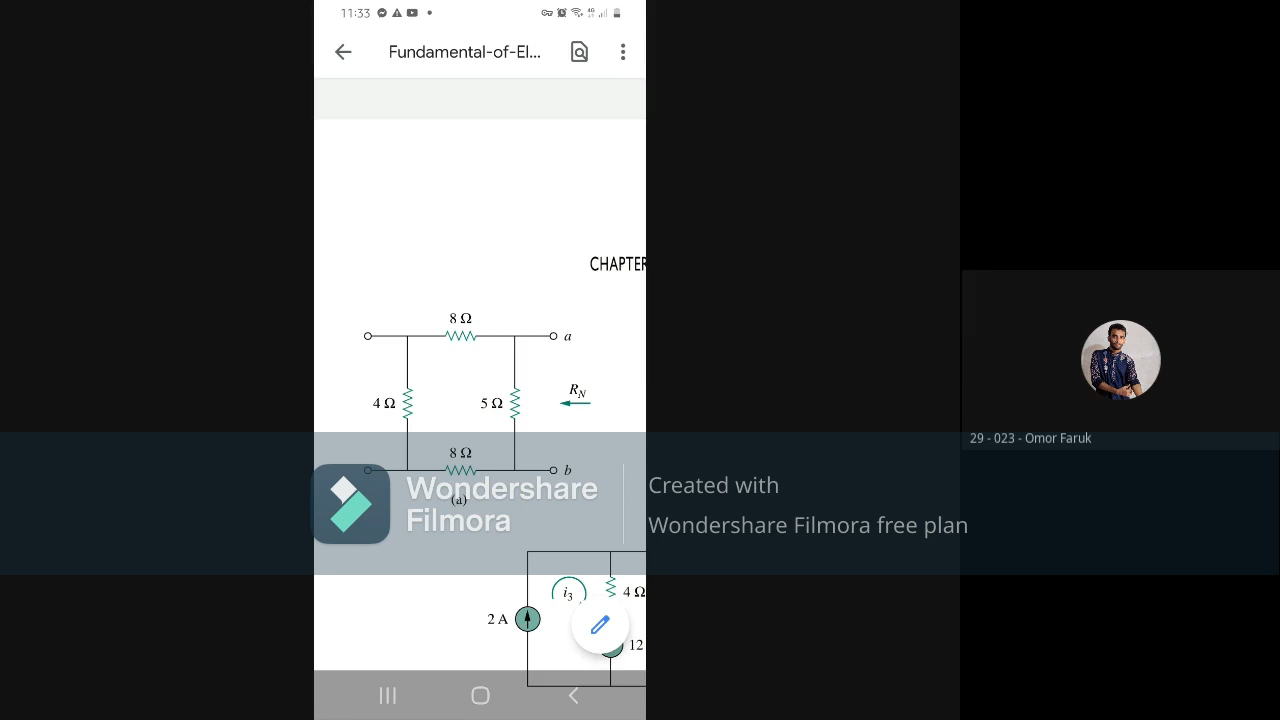 11:33
Fundamental-of-El...
CHAPTER
8 Ω
a
4 Ω
5 Ω
R_N
8 Ω
b
(a)
Wondershare
Filmora
Created with
Wondershare Filmora free plan
29 - 023 - Omor Faruk
i_3
4 Ω
2 A
12